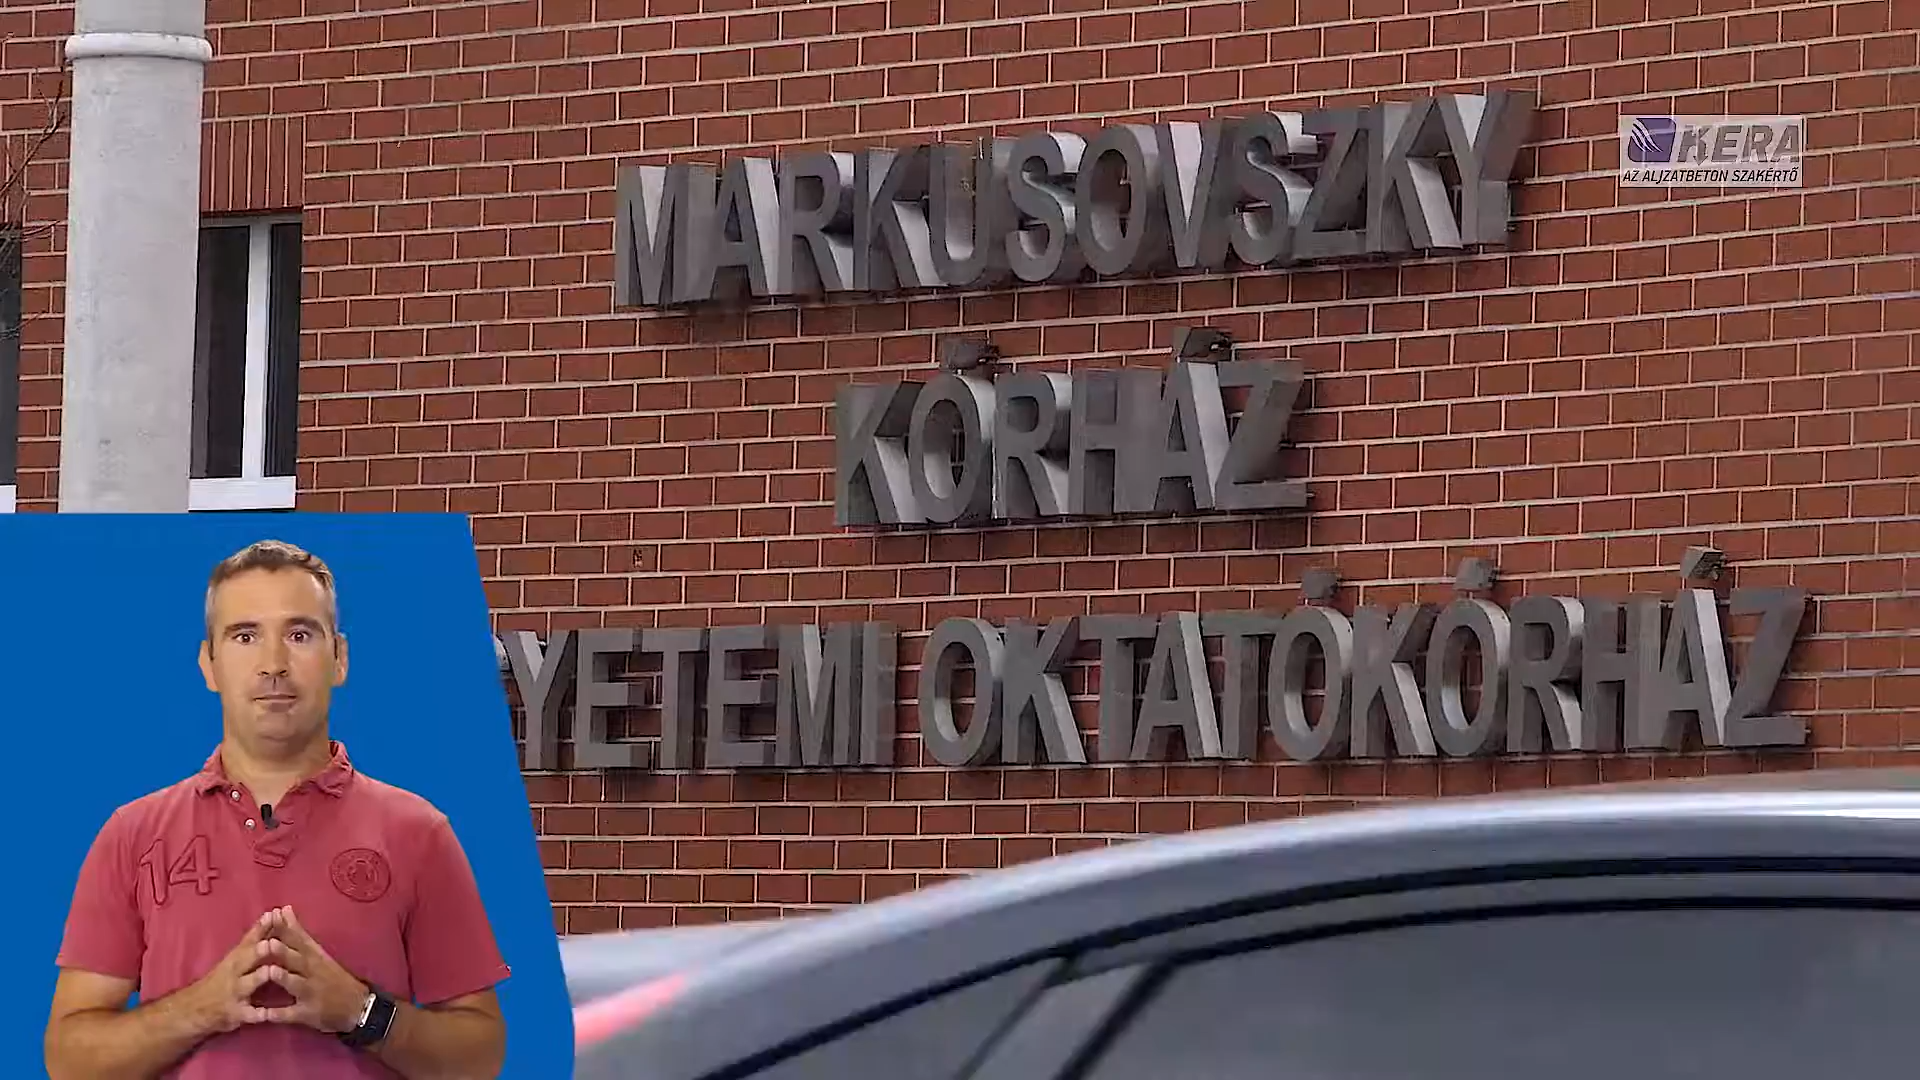 MARKUSOVSZKY
KÓRHÁZ
YETEMI OKTATÓKÓRHÁZ
KERA
AZ ALJZATBETON SZAKÉRTŐ
14